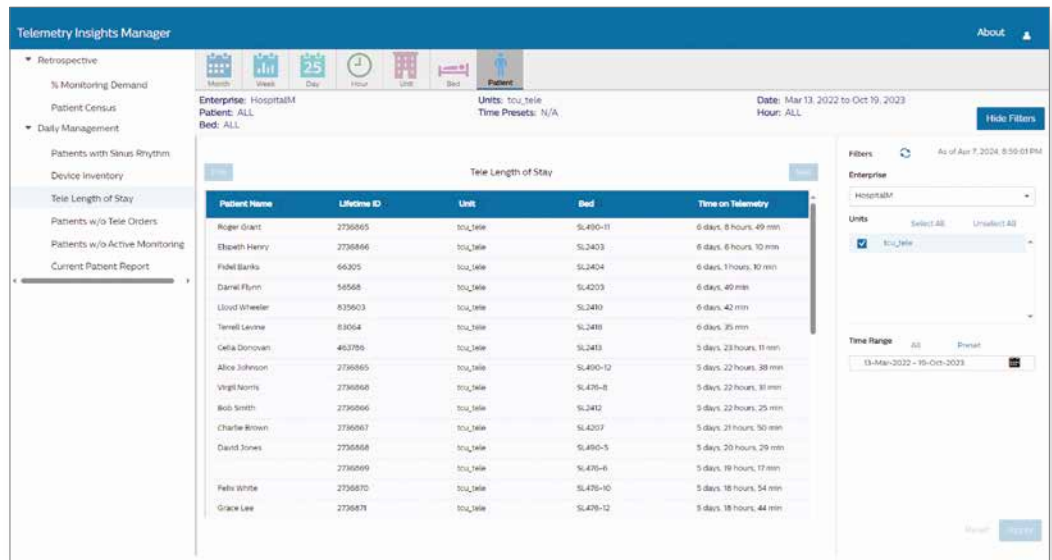 Telemetry Insights Manager
About
Retrospective
% Monitoring Demand
Patient Census
Daily Management
Patients with Sinus Rhythm
Device Inventory
Tele Length of Stay
Patients w/o Tele Orders
Patients w/o Active Monitoring
Current Patient Report
Month Week 25 Day Hour Unit Bed Patient
Enterprise: HospitalM Units: tcu_tele Date: Mar 13, 2022 to Oct 19, 2023
Patient: ALL Time Presets: N/A Hour: ALL
Bed: ALL
Hide Filters
Tele Length of Stay
Patient Name Lifetime ID Unit Bed Time on Telemetry
Roger Grant 2736865 tcu_tele SL490-11 6 days, 8 hours, 49 min
Elspeth Henry 2736866 tcu_tele SL2403 6 days, 6 hours, 10 min
Fidel Banks 66205 tcu_tele SL2404 6 days, 1 hours, 10 min
Darrel Flynn 56568 tcu_tele SL4203 6 days, 49 min
Lloyd Wheeler 835603 tcu_tele SL2410 6 days, 42 min
Terrell Levine 83064 tcu_tele SL2418 6 days, 35 min
Celia Donovan 463786 tcu_tele SL2413 5 days, 23 hours, 11 min
Alice Johnson 2736865 tcu_tele SL490-12 5 days, 22 hours, 38 min
Virgil Norris 2736868 tcu_tele SL476-8 5 days, 22 hours, 31 min
Bob Smith 2736866 tcu_tele SL2412 5 days, 22 hours, 25 min
Charlie Brown 2736867 tcu_tele SL4207 5 days, 21 hours, 50 min
David Jones 2736868 tcu_tele SL490-5 5 days, 20 hours, 29 min
2736869 tcu_tele SL476-6 5 days, 19 hours, 17 min
Felix White 2736870 tcu_tele SL476-10 5 days, 18 hours, 54 min
Grace Lee 2736871 tcu_tele SL478-12 5 days, 18 hours, 44 min
Filters As of Apr 7, 2024, 8:59:01 PM
Enterprise
HospitalM
Units Select All Unselect All
tcu_tele
Time Range All Preset
13-Mar-2022 - 19-Oct-2023
Reset Apply